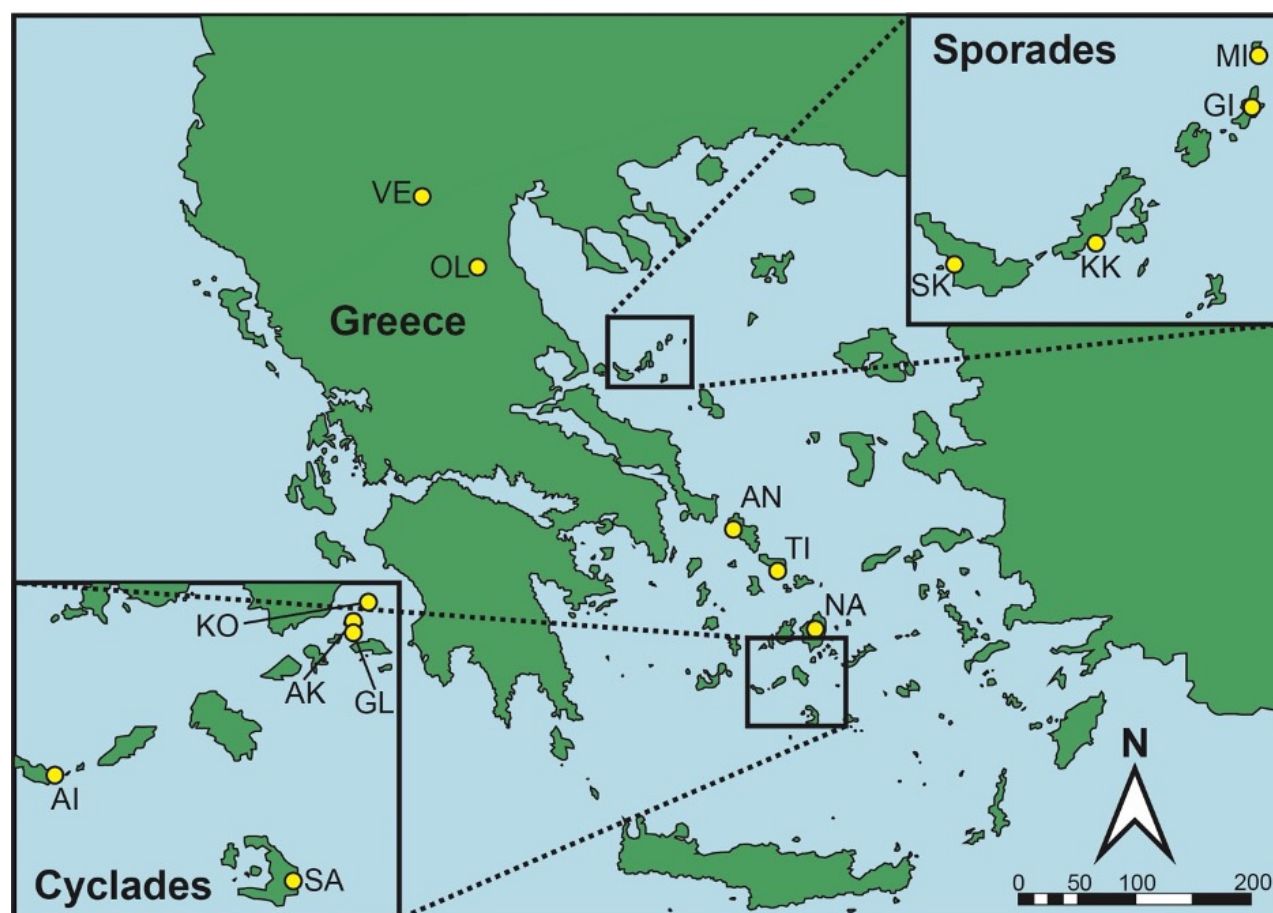 Sporades
MI
GI
KK
SK
VE
OL
Greece
AN
TI
NA
KO
AK
GL
AI
SA
Cyclades
N
0 50 100 200